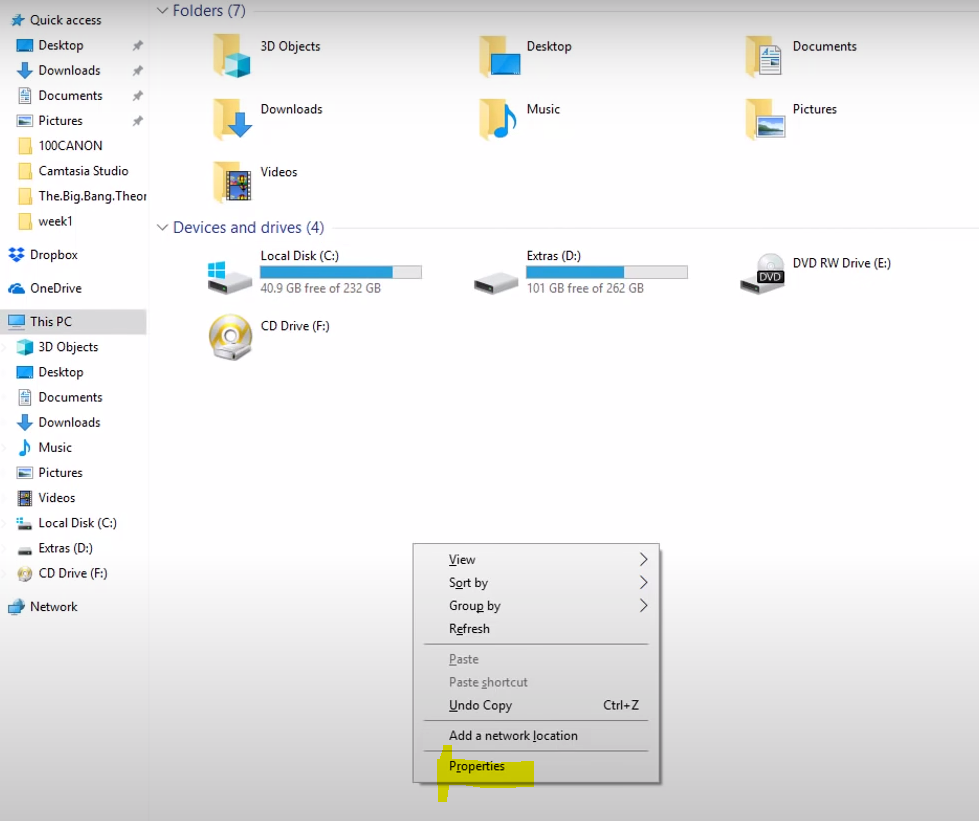 Quick access
Desktop
Downloads
Documents
Pictures
100CANON
Camtasia Studio
The.Big.Bang.Theor
week1
Dropbox
OneDrive
This PC
3D Objects
Desktop
Documents
Downloads
Music
Pictures
Videos
Local Disk (C:)
Extras (D:)
CD Drive (F:)
Network
Folders (7)
3D Objects
Desktop
Documents
Downloads
Music
Pictures
Videos
Devices and drives (4)
Local Disk (C:)
40.9 GB free of 232 GB
Extras (D:)
101 GB free of 262 GB
DVD
DVD RW Drive (E:)
CD Drive (F:)
View
Sort by
Group by
Refresh
Paste
Paste shortcut
Undo Copy Ctrl+Z
Add a network location
Properties